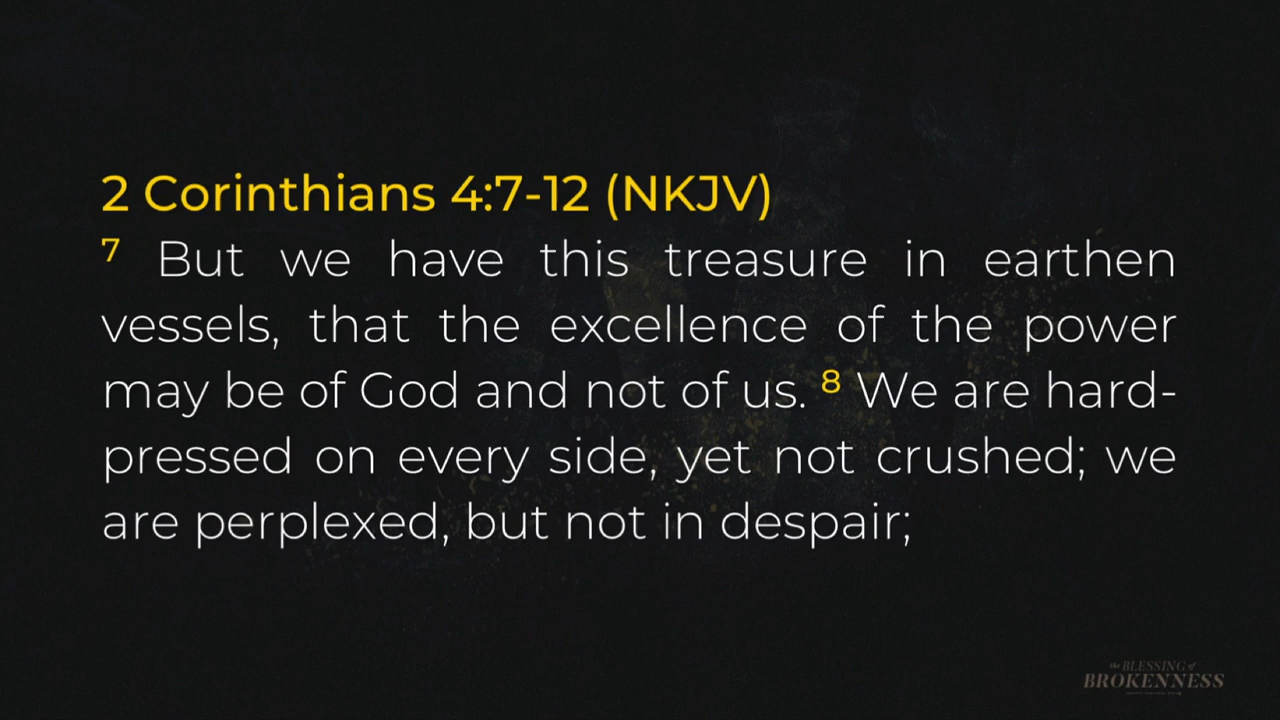 2 Corinthians 4:7-12 (NKJV)
7 But we have this treasure in earthen
vessels, that the excellence of the power
may be of God and not of us. 8 We are hard-
pressed on every side, yet not crushed; we
are perplexed, but not in despair;
the BLESSING of
BROKENNESS